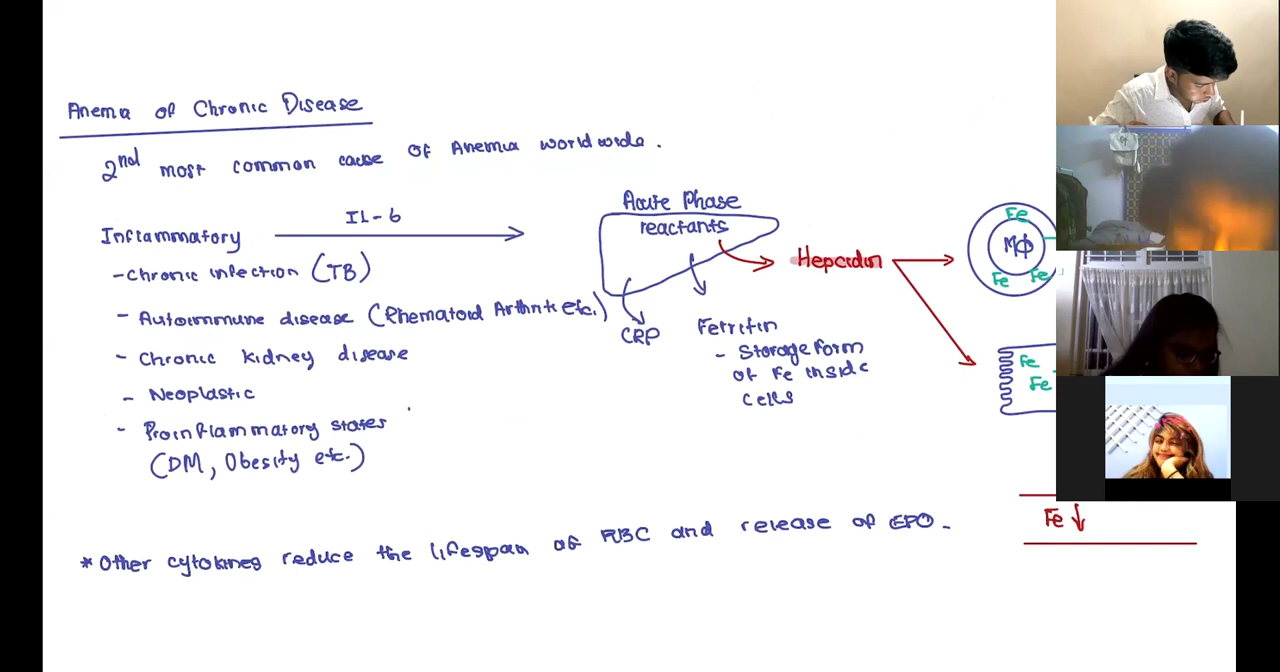 Anema of Chronic Disease
2nd most common cause of Anemia worldwide.
Inflammatory
IL-6
Acute Phase
reactants
Hepcidin
Fe
Mϕ
Fe Fe
-Chronic infection (TB)
- Autoimmune disease (Rhematoid Arthritis etc.)
CRP
Ferritin
- Storage form
of Fe inside
cells
Fe
Fe
- Chronic kidney disease
- Neoplastic
- Proinflammatory states
(DM, Obesity etc.)
Fe ↓
*Other cytokines reduce the lifespan of RBC and release of EPO.